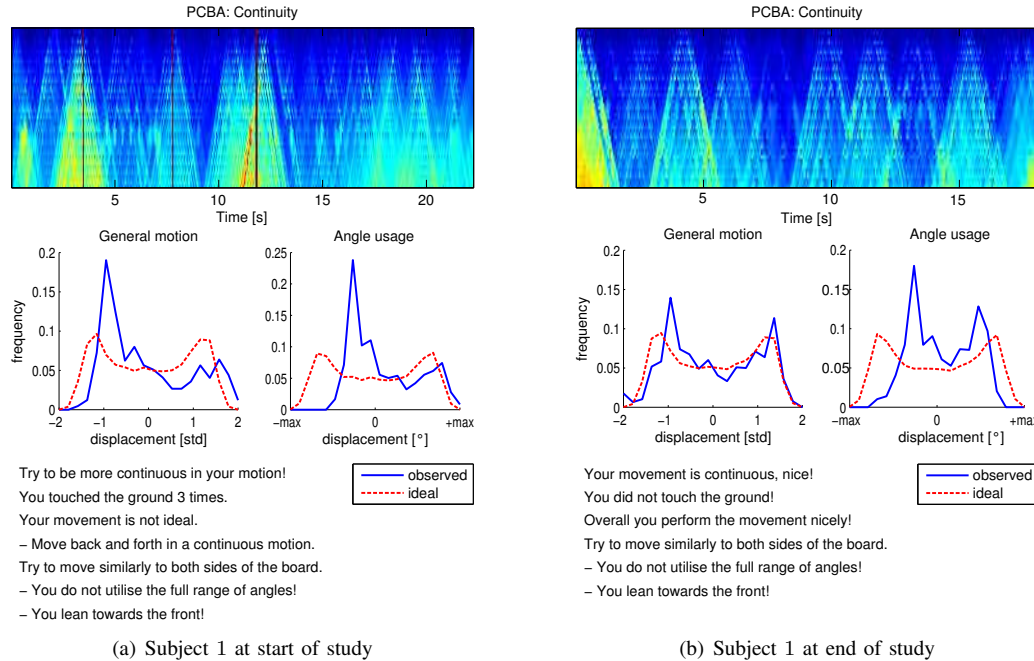 PCBA: Continuity
5 10 15 20
Time [s]
General motion
Angle usage
0.2
0.15
0.1
0.05
0
frequency
−2 −1 0 1 2
displacement [std]
0.25
0.2
0.15
0.1
0.05
0
−max 0 +max
displacement [°]
observed
ideal
Try to be more continuous in your motion!
You touched the ground 3 times.
Your movement is not ideal.
− Move back and forth in a continuous motion.
Try to move similarly to both sides of the board.
− You do not utilise the full range of angles!
− You lean towards the front!
(a) Subject 1 at start of study
PCBA: Continuity
5 10 15
Time [s]
General motion
Angle usage
0.2
0.15
0.1
0.05
0
frequency
−2 −1 0 1 2
displacement [std]
0.2
0.15
0.1
0.05
0
−max 0 +max
displacement [°]
observed
ideal
Your movement is continuous, nice!
You did not touch the ground!
Overall you perform the movement nicely!
Try to move similarly to both sides of the board.
− You do not utilise the full range of angles!
− You lean towards the front!
(b) Subject 1 at end of study